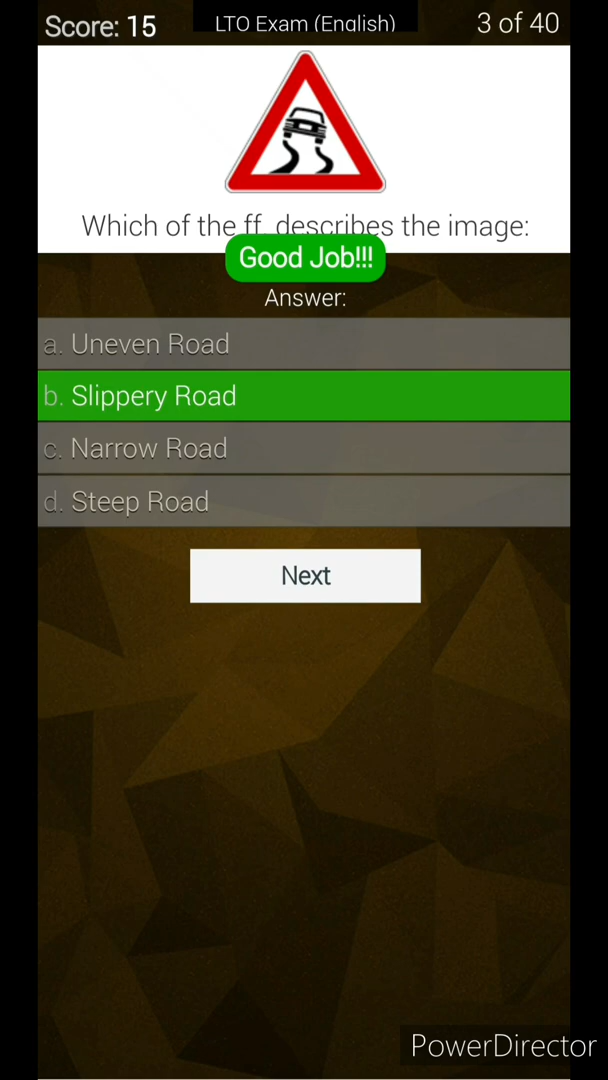 Score: 15
LTO Exam (English)
3 of 40
Which of the ff. describes the image:
Good Job!!!
Answer:
a. Uneven Road
b. Slippery Road
c. Narrow Road
d. Steep Road
Next
PowerDirector